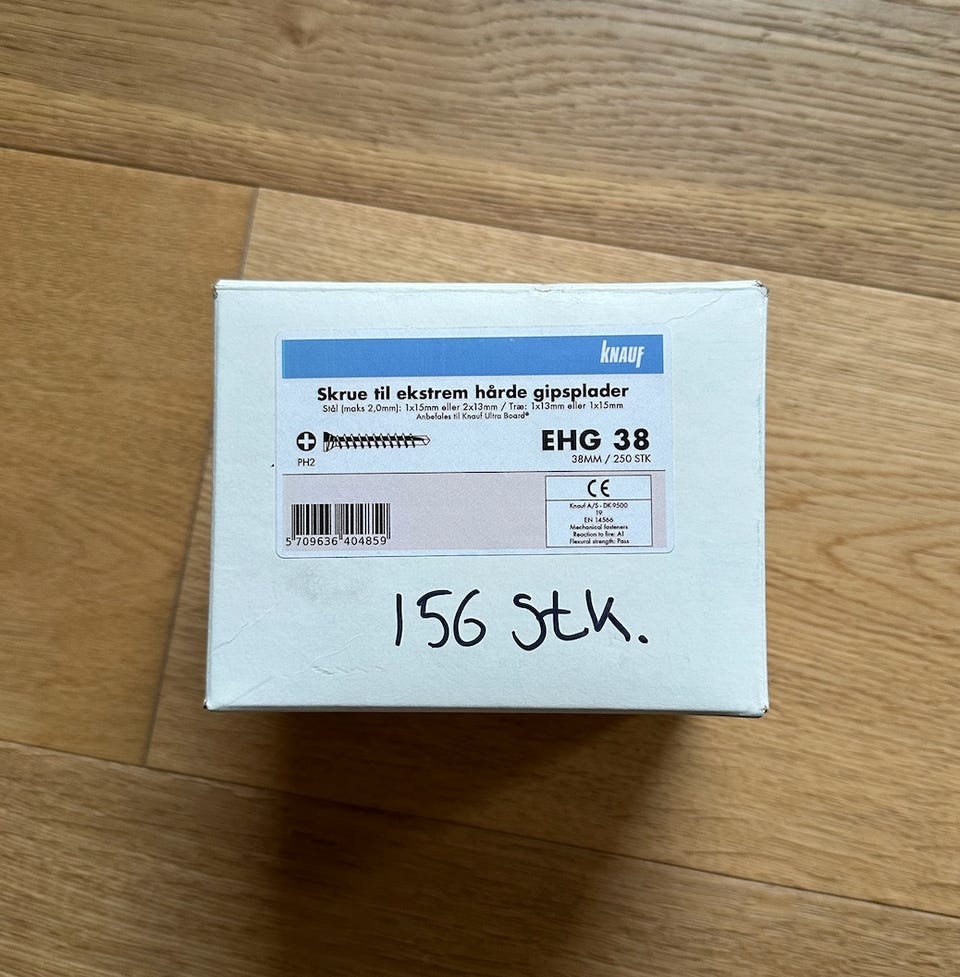 KNAUF
Skrue til ekstrem hårde gipsplader
Stål (maks 2,0mm): 1x15mm eller 2x13mm / Træ: 1x13mm eller 1x15mm
Anbefales til Knauf Ultra Board®
PH2
EHG 38
38MM / 250 STK
CE
Knauf A/S - DK-9500
19
EN 14566
Mechanical fasteners
Reaction to fire: A1
Flexural strength: Pass
5 709636 404859
156 Stk.